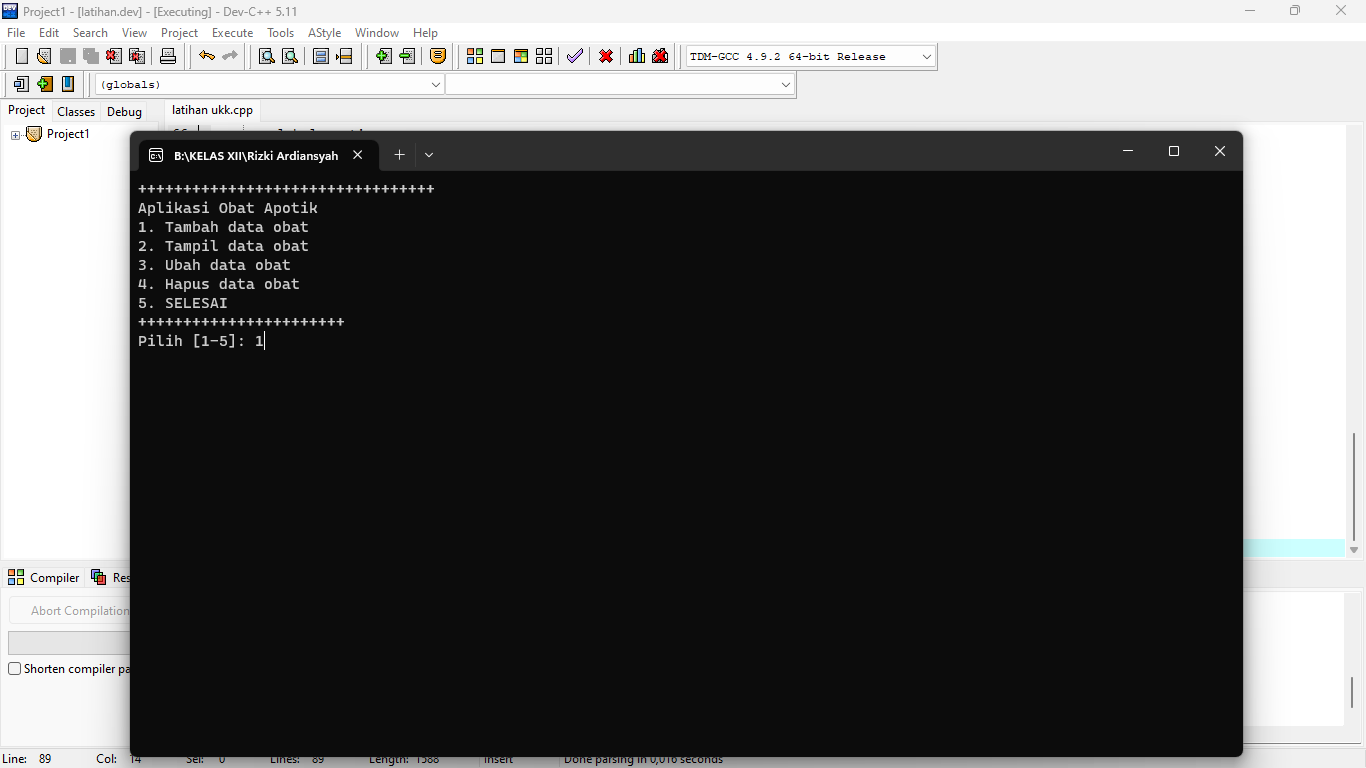 Project1 - [latihan.dev] - [Executing] - Dev-C++ 5.11
File Edit Search View Project Execute Tools AStyle Window Help
TDM-GCC 4.9.2 64-bit Release
(globals)
Project Classes Debug
latihan ukk.cpp
Project1
B:\KELAS XII\Rizki Ardiansyah
+++++++++++++++++++++++++++++++++
Aplikasi Obat Apotik
1. Tambah data obat
2. Tampil data obat
3. Ubah data obat
4. Hapus data obat
5. SELESAI
+++++++++++++++++++++++
Pilih [1-5]: 1
Compiler Res
Abort Compilation
Shorten compiler pa
Line: 89 Col: 14 Sel: 0 Lines: 89 Length: 1588 Insert Done parsing in 0,016 seconds